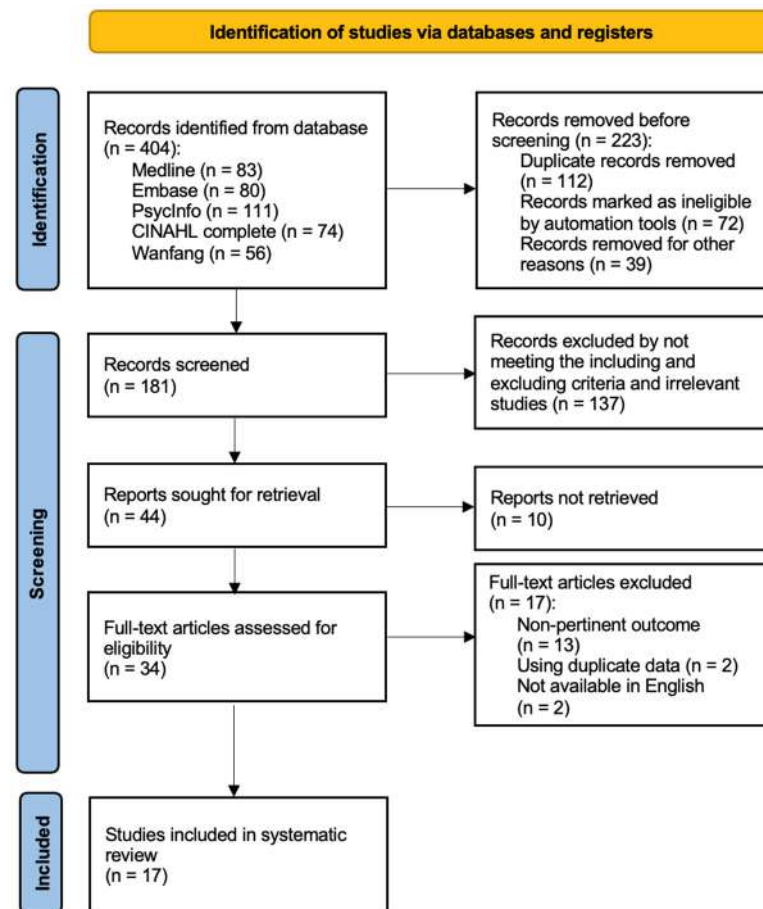 Identification of studies via databases and registers
Identification
Records identified from database
(n = 404):
Medline (n = 83)
Embase (n = 80)
PsycInfo (n = 111)
CINAHL complete (n = 74)
Wanfang (n = 56)
Records removed before
screening (n = 223):
Duplicate records removed
(n = 112)
Records marked as ineligible
by automation tools (n = 72)
Records removed for other
reasons (n = 39)
Screening
Records screened
(n = 181)
Records excluded by not
meeting the including and
excluding criteria and irrelevant
studies (n = 137)
Reports sought for retrieval
(n = 44)
Reports not retrieved
(n = 10)
Full-text articles assessed for
eligibility
(n = 34)
Full-text articles excluded
(n = 17):
Non-pertinent outcome
(n = 13)
Using duplicate data (n = 2)
Not available in English
(n = 2)
Included
Studies included in systematic
review
(n = 17)